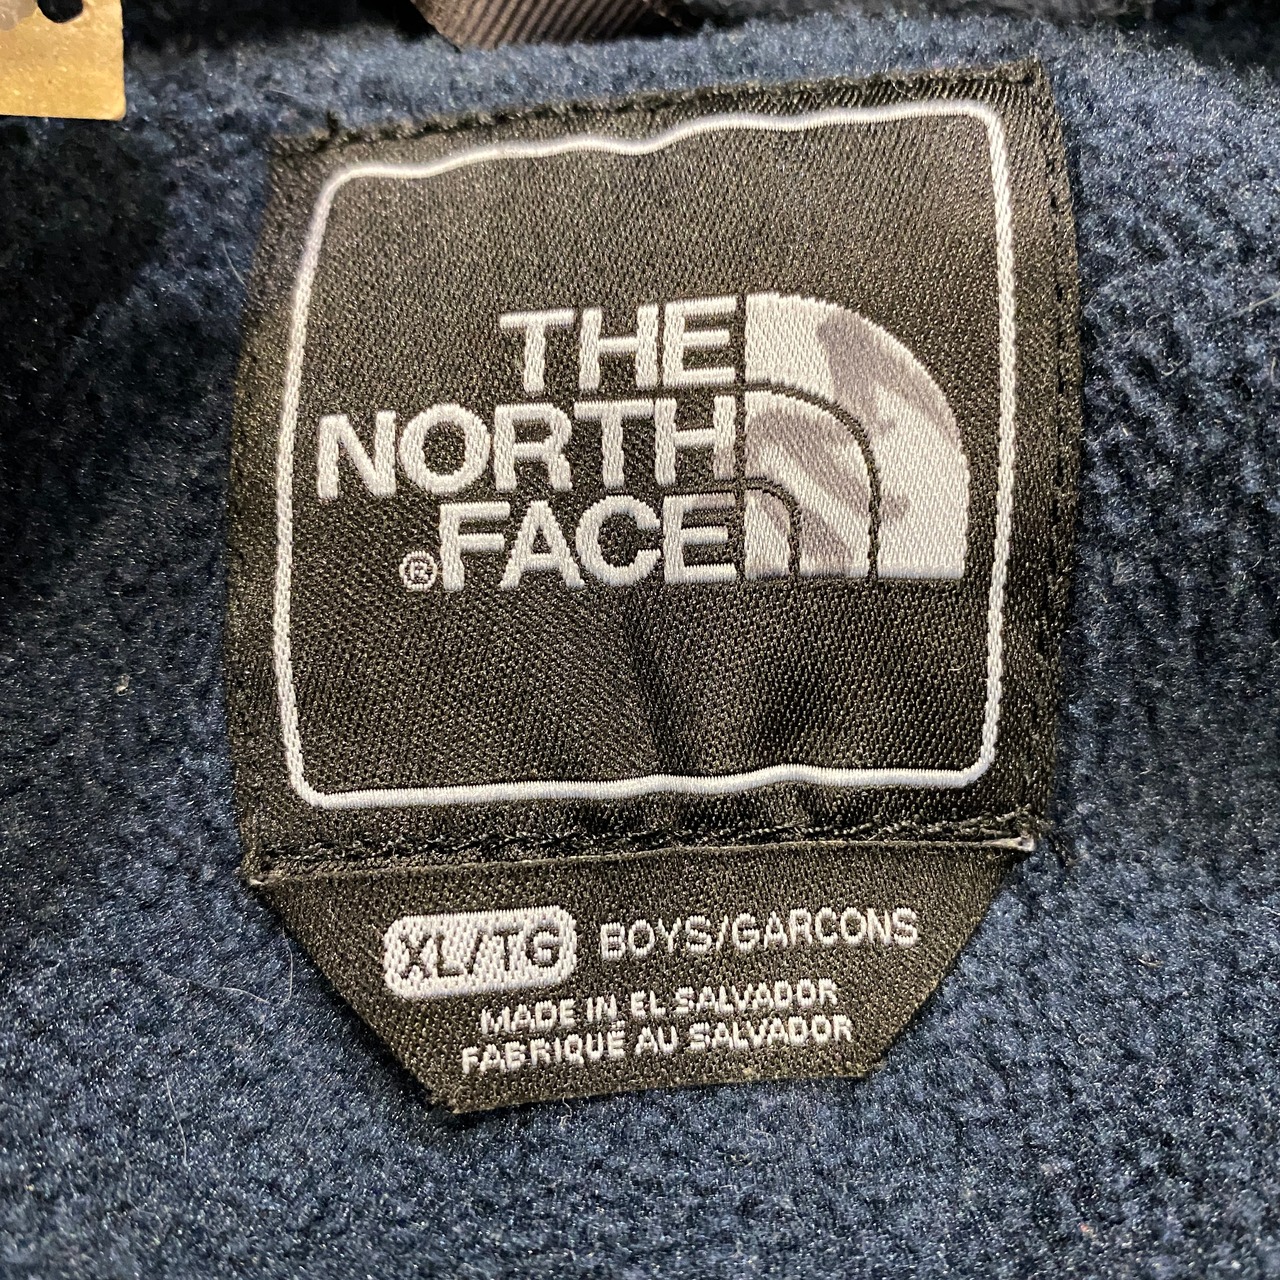 THE
NORTH
®FACE
XL/TG BOYS/GARCONS
MADE IN EL SALVADOR
FABRIQUÉ AU SALVADOR